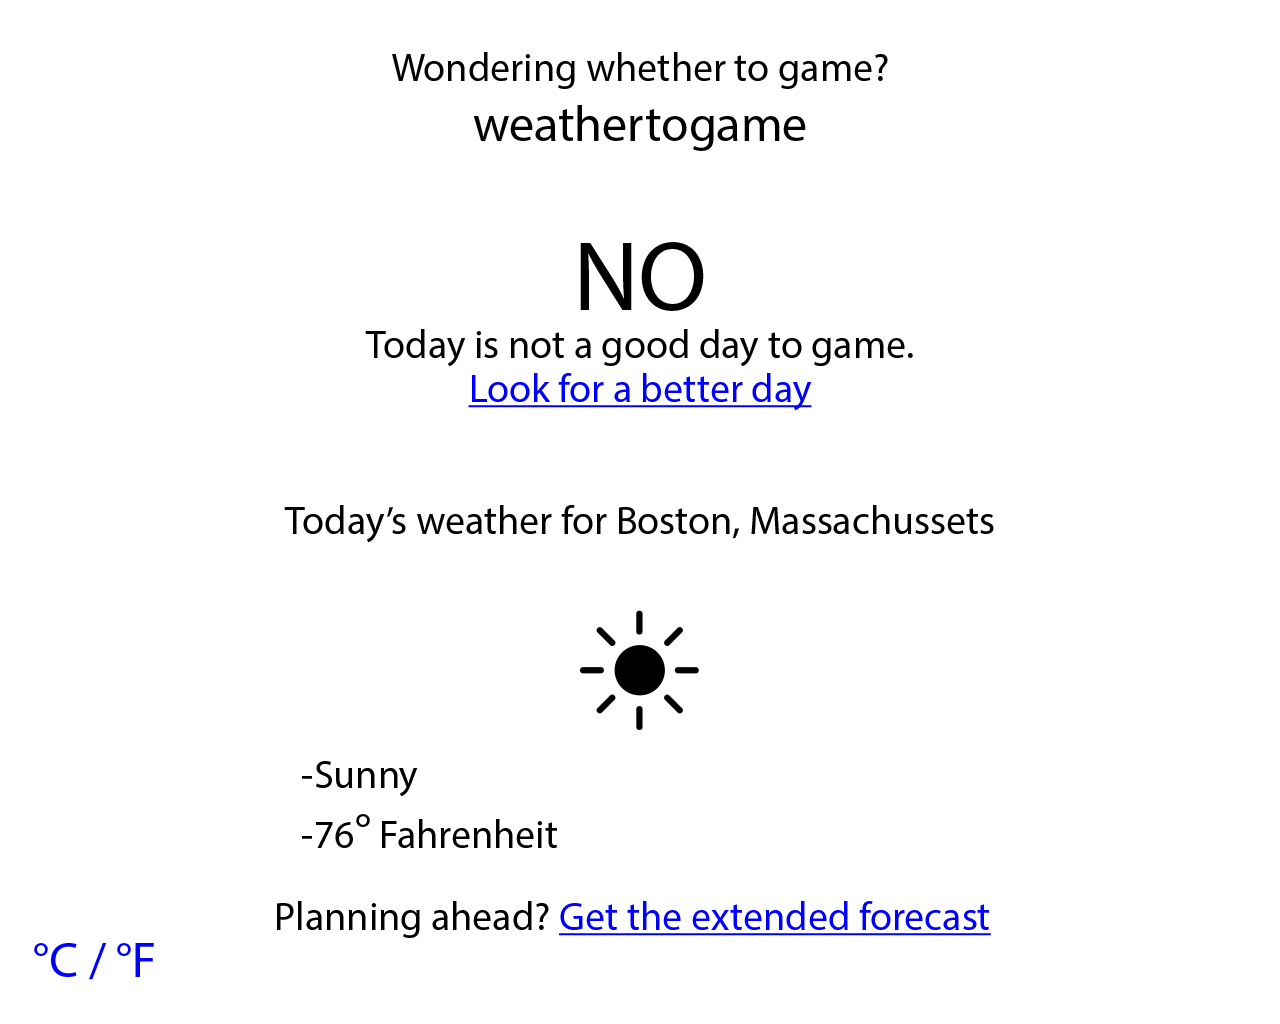 Wondering whether to game?
weathertogame
NO
Today is not a good day to game.
Look for a better day
Today’s weather for Boston, Massachussets
-Sunny
-76° Fahrenheit
Planning ahead? Get the extended forecast
°C / °F